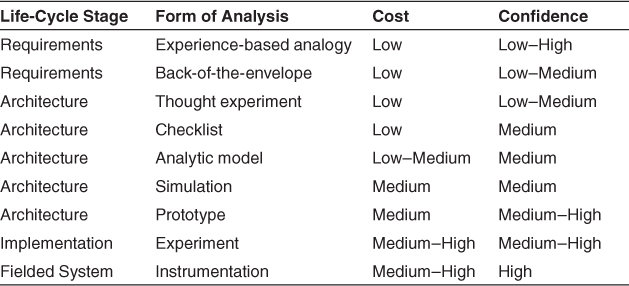 Life-Cycle Stage Form of Analysis Cost Confidence
Requirements Experience-based analogy Low Low–High
Requirements Back-of-the-envelope Low Low–Medium
Architecture Thought experiment Low Low–Medium
Architecture Checklist Low Medium
Architecture Analytic model Low–Medium Medium
Architecture Simulation Medium Medium
Architecture Prototype Medium Medium–High
Implementation Experiment Medium–High Medium–High
Fielded System Instrumentation Medium–High High